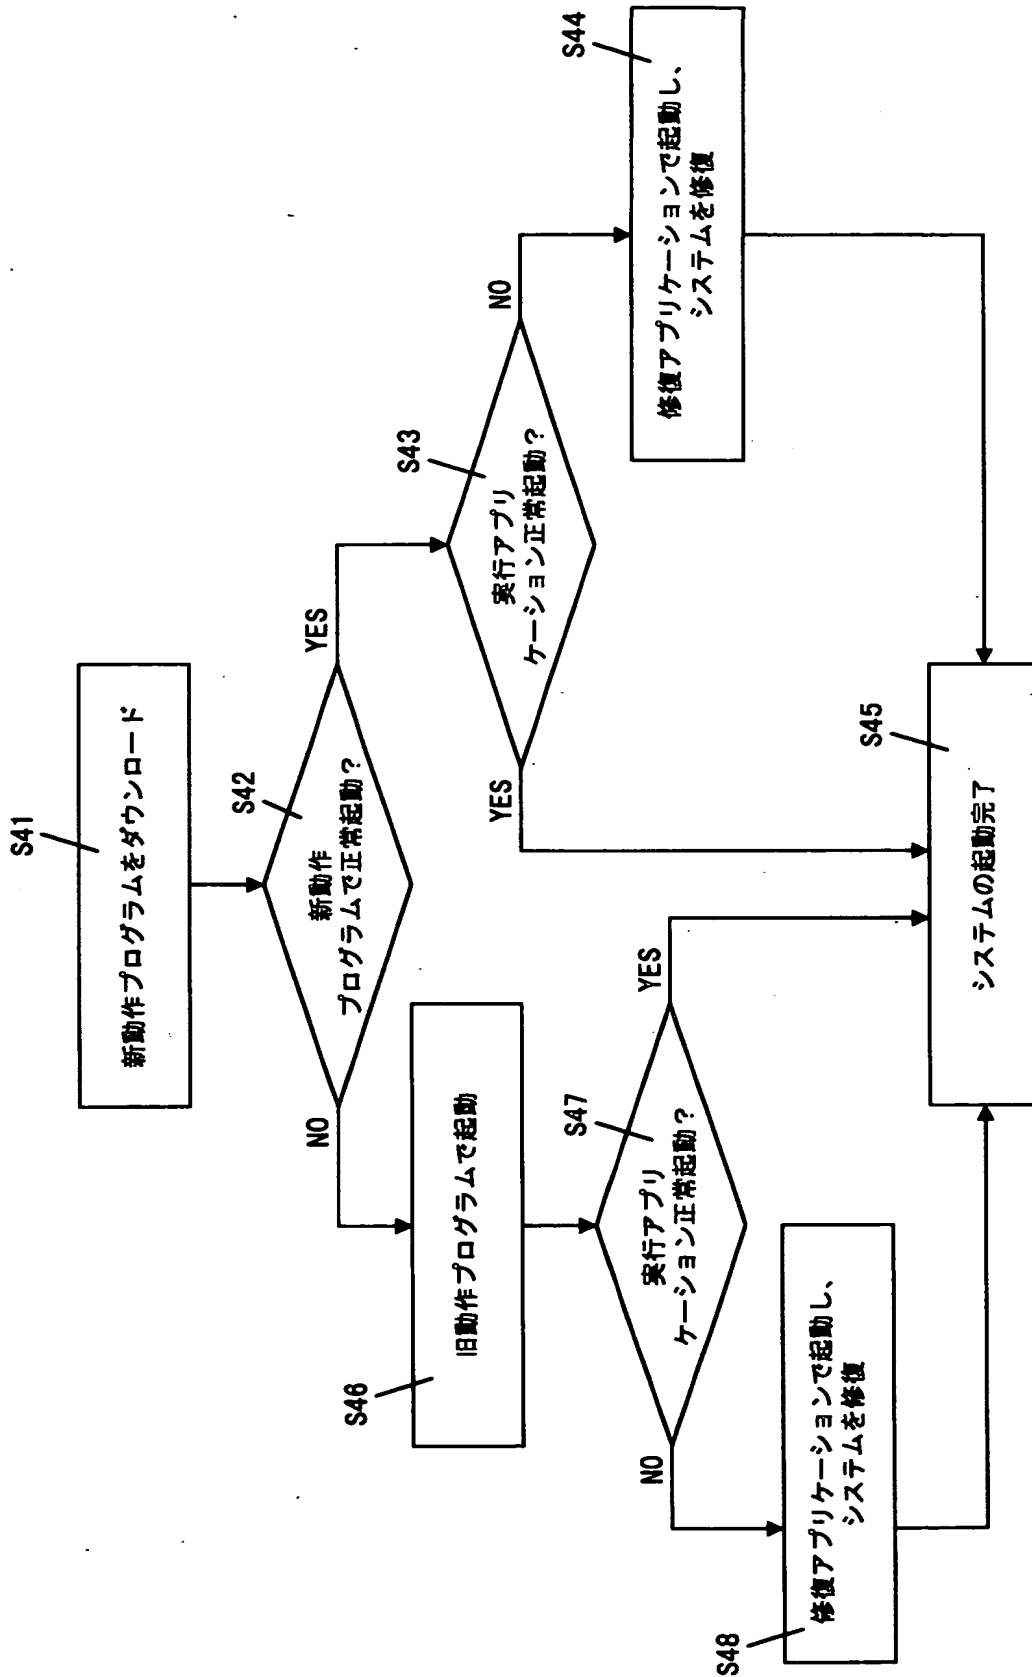 S41
新動作プログラムをダウンロード
S42
新動作
プログラムで正常起動？
NO
YES
S46
旧動作プログラムで起動
S43
実行アプリ
ケーション正常起動？
YES
NO
S47
実行アプリ
ケーション正常起動？
NO
YES
S44
修復アプリケーションで起動し、
システムを修復
S48
修復アプリケーションで起動し、
システムを修復
S45
システムの起動完了